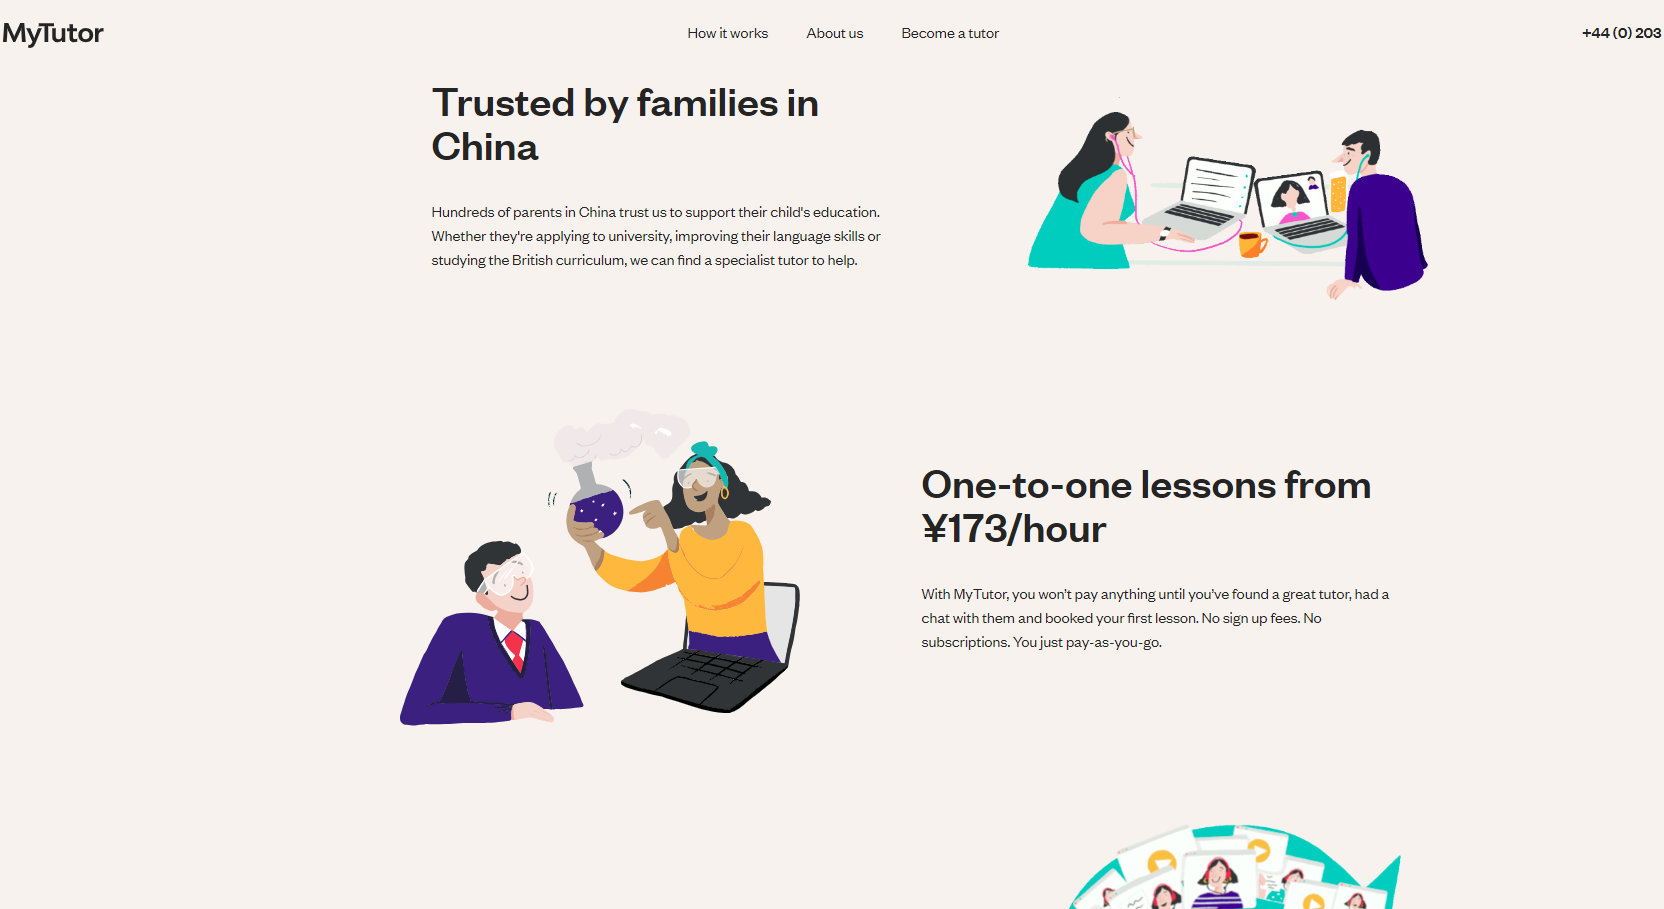 MyTutor
How it works
About us
Become a tutor
+44 (0) 203
Trusted by families in
China
Hundreds of parents in China trust us to support their child's education.
Whether they're applying to university, improving their language skills or
studying the British curriculum, we can find a specialist tutor to help.
One-to-one lessons from
¥173/hour
With MyTutor, you won’t pay anything until you’ve found a great tutor, had a
chat with them and booked your first lesson. No sign up fees. No
subscriptions. You just pay-as-you-go.